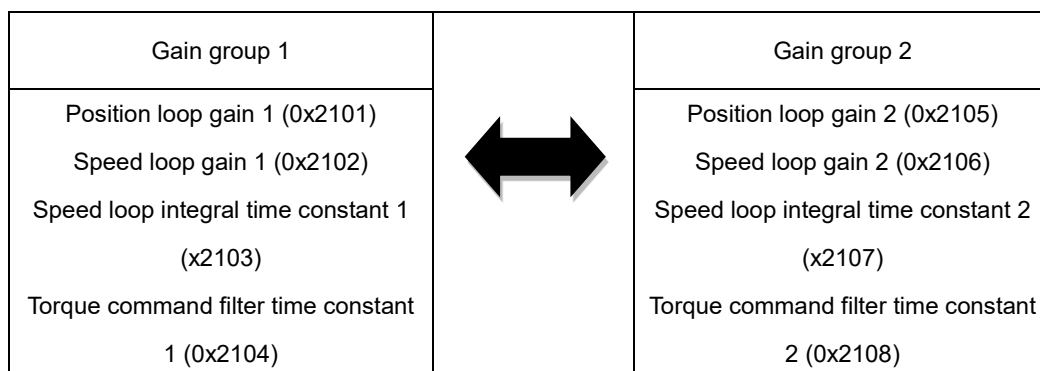 Gain group 1
Gain group 2
Position loop gain 1 (0x2101)
Speed loop gain 1 (0x2102)
Speed loop integral time constant 1
(x2103)
Torque command filter time constant
1 (0x2104)
Position loop gain 2 (0x2105)
Speed loop gain 2 (0x2106)
Speed loop integral time constant 2
(x2107)
Torque command filter time constant
2 (0x2108)